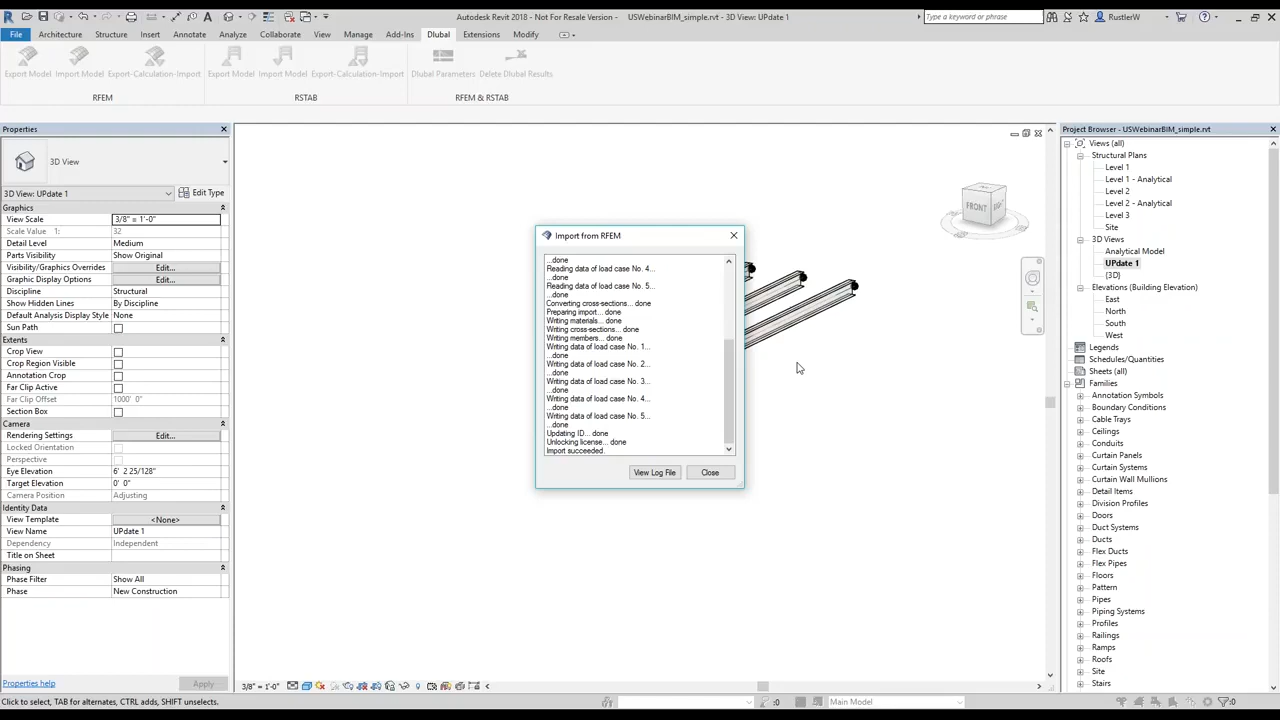 Autodesk Revit 2018 - Not For Resale Version - USWebinarBIM_simple.rvt - 3D View: UPdate 1
Type a keyword or phrase
RustlerW
File Architecture Structure Insert Annotate Analyze Collaborate View Manage Add-Ins Dlubal Extensions Modify
Export Model Import Model Export-Calculation-Import Export Model Import Model Export-Calculation-Import Dlubal Parameters Delete Dlubal Results
RFEM RSTAB RFEM & RSTAB
Properties
3D View
3D View: UPdate 1 Edit Type
Graphics
View Scale 3/8" = 1'-0"
Scale Value 1: 32
Detail Level Medium
Parts Visibility Show Original
Visibility/Graphics Overrides Edit...
Graphic Display Options Edit...
Discipline Structural
Show Hidden Lines By Discipline
Default Analysis Display Style None
Sun Path
Extents
Crop View
Crop Region Visible
Annotation Crop
Far Clip Active
Far Clip Offset 1000' 0"
Section Box
Camera
Rendering Settings Edit...
Locked Orientation
Perspective
Eye Elevation 6' 2 25/128"
Target Elevation 0' 0"
Camera Position Adjusting
Identity Data
View Template <None>
View Name UPdate 1
Dependency Independent
Title on Sheet
Phasing
Phase Filter Show All
Phase New Construction
Properties help Apply
FRONT
Import from RFEM
...done
Reading data of load case No. 4...
...done
Reading data of load case No. 5...
...done
Converting cross-sections... done
Preparing import... done
Writing materials... done
Writing cross-sections... done
Writing members... done
Writing data of load case No. 1...
...done
Writing data of load case No. 2...
...done
Writing data of load case No. 3...
...done
Writing data of load case No. 4...
...done
Writing data of load case No. 5...
...done
Updating ID... done
Unlocking license... done
Import succeeded.
View Log File Close
Project Browser - USWebinarBIM_simple.rvt
Views (all)
Structural Plans
Level 1
Level 1 - Analytical
Level 2
Level 2 - Analytical
Level 3
Site
3D Views
Analytical Model
UPdate 1
{3D}
Elevations (Building Elevation)
East
North
South
West
Legends
Schedules/Quantities
Sheets (all)
Families
Annotation Symbols
Boundary Conditions
Cable Trays
Ceilings
Conduits
Curtain Panels
Curtain Systems
Curtain Wall Mullions
Detail Items
Division Profiles
Doors
Duct Systems
Ducts
Flex Ducts
Flex Pipes
Floors
Pattern
Pipes
Piping Systems
Profiles
Railings
Ramps
Roofs
Site
Stairs
3/8" = 1'-0"
Click to select, TAB for alternates, CTRL adds, SHIFT unselects. :0 Main Model :0